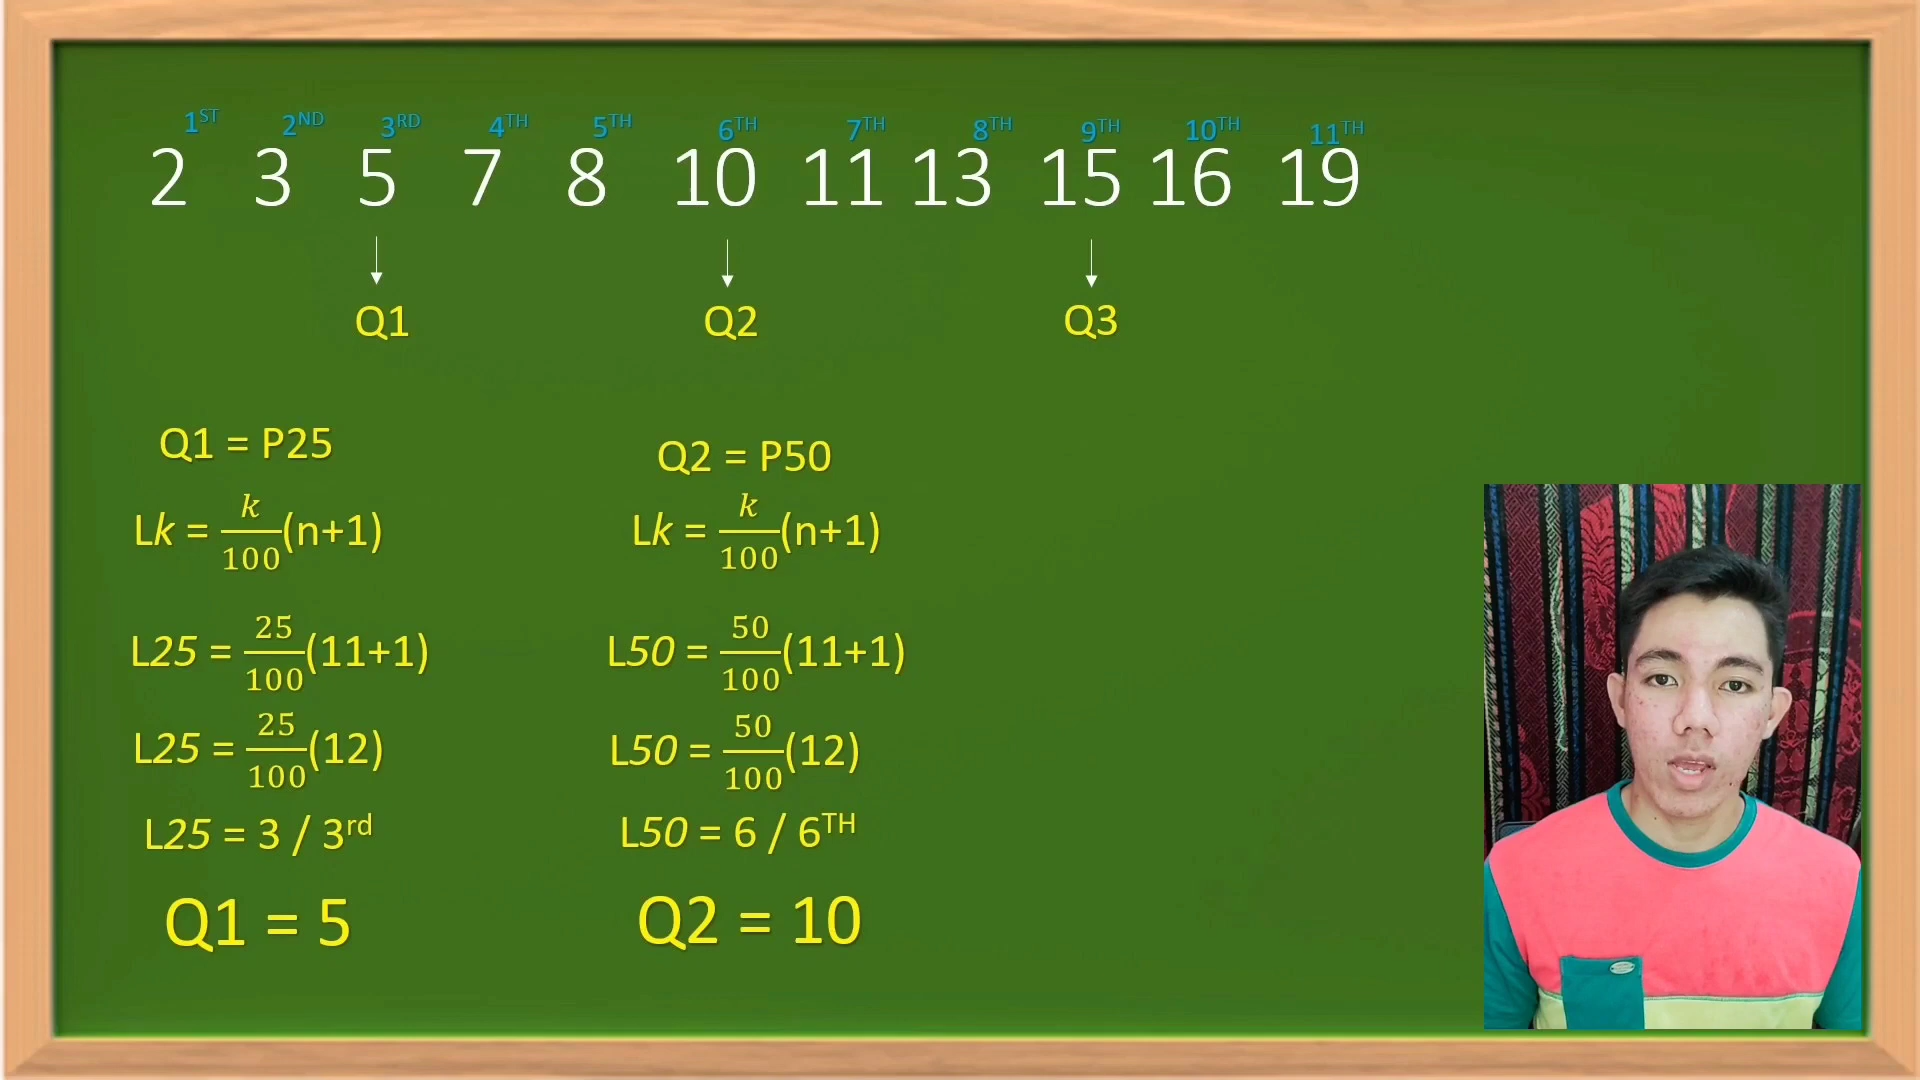 1ST 2ND 3RD 4TH 5TH 6TH 7TH 8TH 9TH 10TH 11TH
2 3 5 7 8 10 11 13 15 16 19
Q1 Q2 Q3
Q1 = P25
Lk = k/100(n+1)
L25 = 25/100(11+1)
L25 = 25/100(12)
L25 = 3 / 3rd
Q1 = 5
Q2 = P50
Lk = k/100(n+1)
L50 = 50/100(11+1)
L50 = 50/100(12)
L50 = 6 / 6TH
Q2 = 10